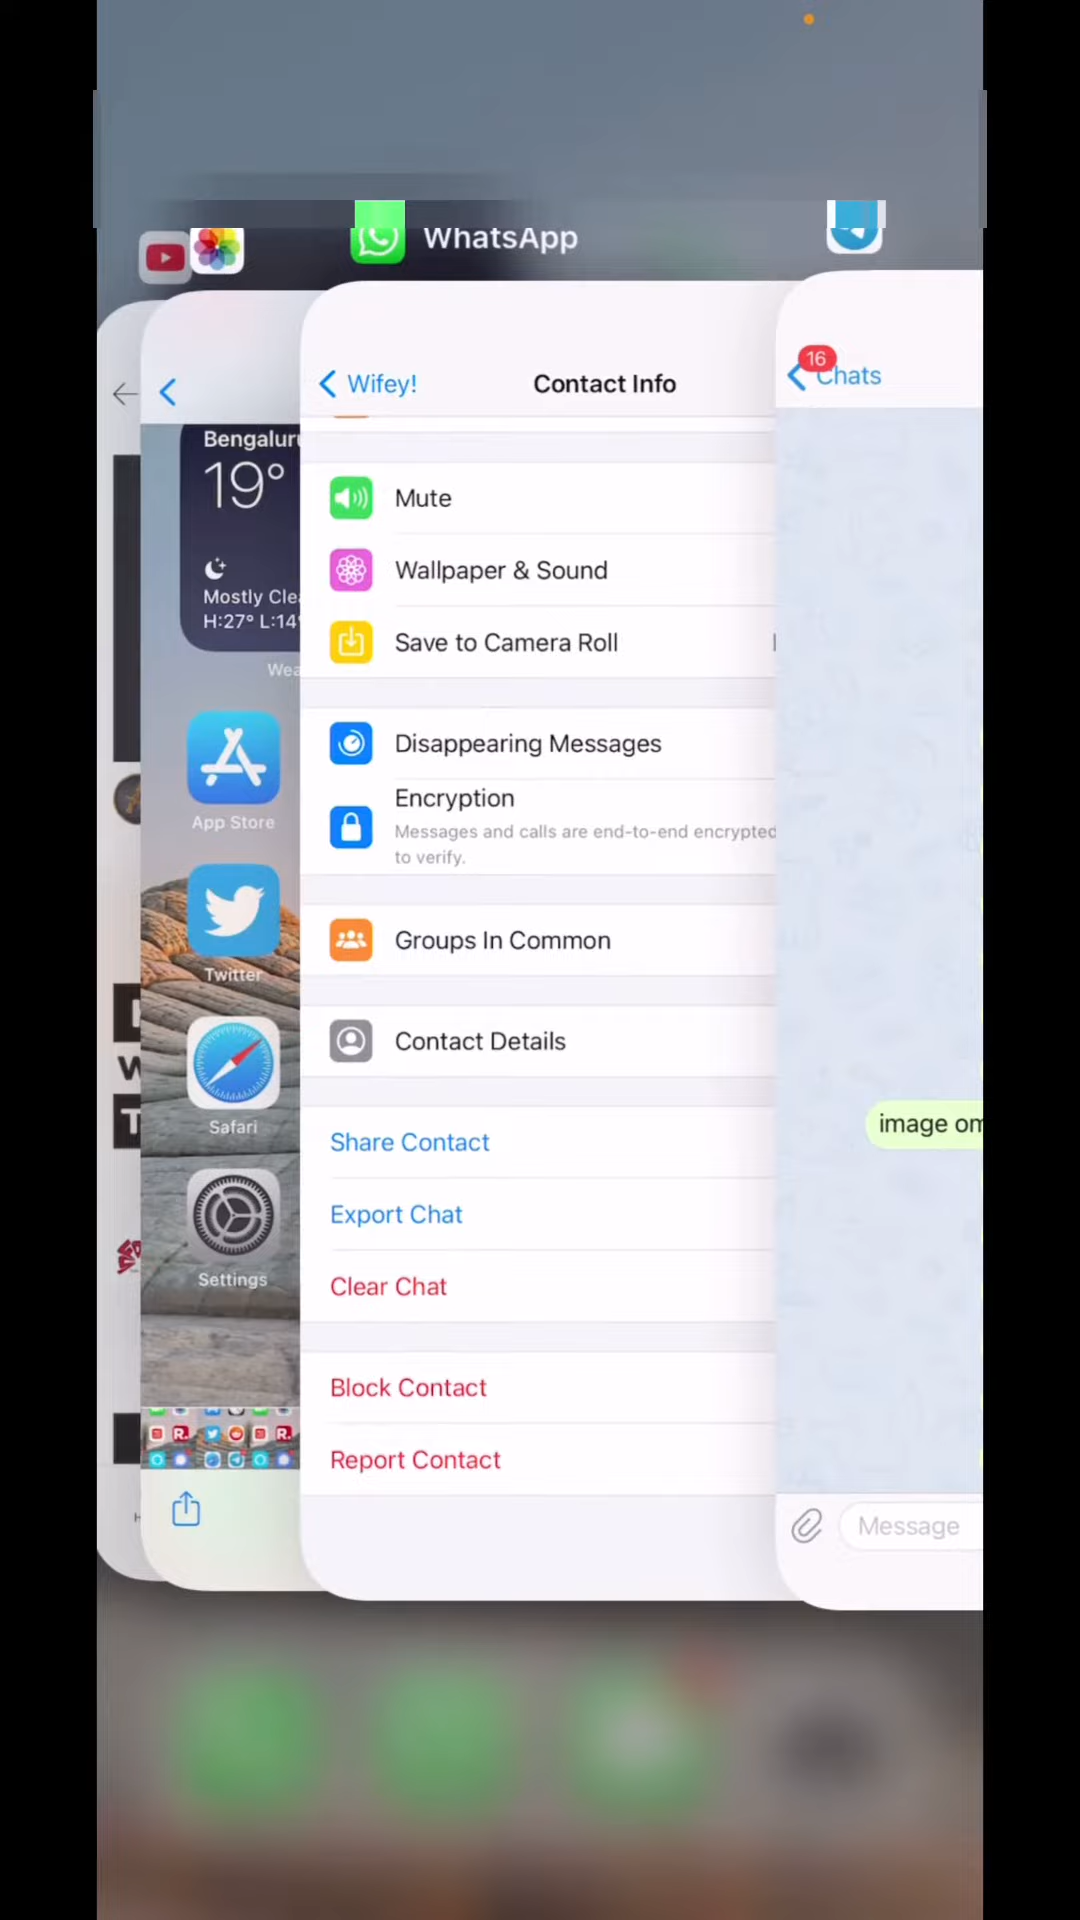 WhatsApp
Wifey!
Contact Info
16
Chats
Bengaluru
19°
Mostly Cle
H:27° L:14°
Wea
App Store
Twitter
Safari
Settings
Mute
Wallpaper & Sound
Save to Camera Roll
Disappearing Messages
Encryption
Messages and calls are end-to-end encrypted
to verify.
Groups In Common
Contact Details
Share Contact
Export Chat
Clear Chat
Block Contact
Report Contact
image om
Message